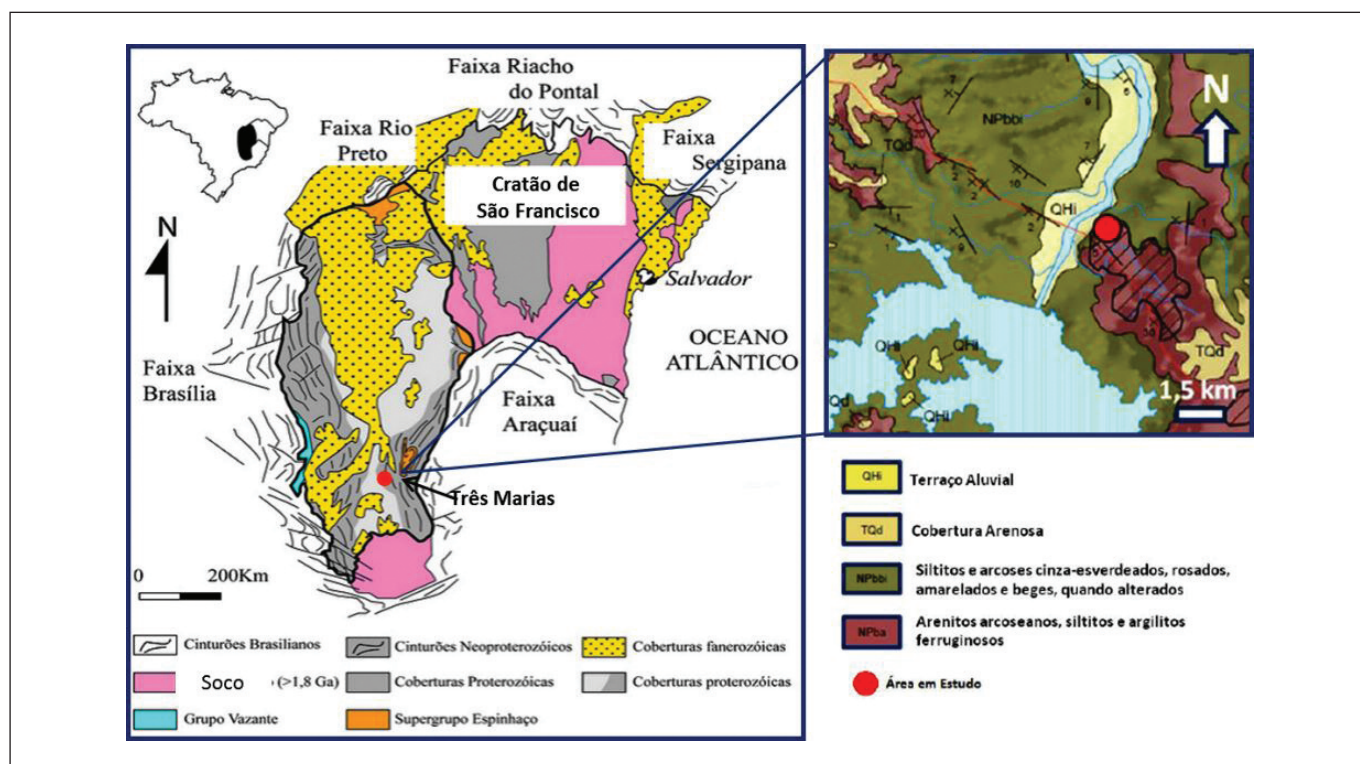 Faixa Riacho
do Pontal
Faixa Rio
Preto
Faixa
Sergipana
Cratão de
São Francisco
N
Salvador
OCEANO
ATLÂNTICO
Faixa
Brasília
Faixa
Araçuaí
Três Marias
0 200Km
Cinturões Brasilianos
Cinturões Neoproterozóicos
Coberturas fanerozóicas
Soco (>1,8 Ga)
Coberturas Proterozóicas
Coberturas proterozóicas
Grupo Vazante
Supergrupo Espinhaço
N
NPbbi
TQd
QHi
QHi
QHi
QHi
Qd
TQd
1,5 km
QHi Terraço Aluvial
TQd Cobertura Arenosa
NPbbi Siltitos e arcoses cinza-esverdeados, rosados,
amarelados e beges, quando alterados
NPba Arenitos arcoseanos, siltitos e argilitos
ferruginosos
Área em Estudo